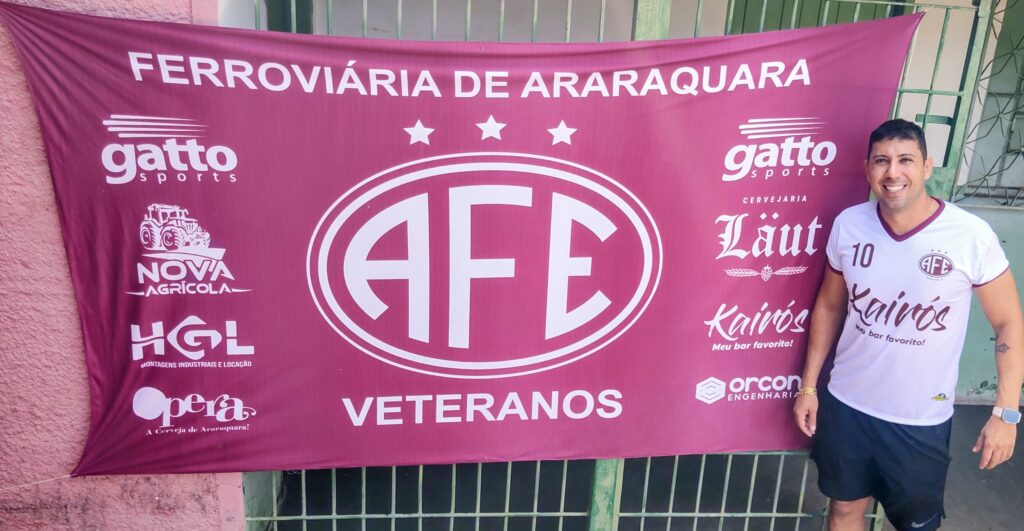 FERROVIÁRIA DE ARARAQUARA
gatto
sports
NOVA
AGRÍCOLA
HGL
MONTAGENS INDUSTRIAIS E LOCAÇÃO
Opera
A Cerveja de Araraquara!
AFE
VETERANOS
gatto
sports
CERVEJARIA
Läut
Kairós
Meu bar favorito!
orcon
ENGENHARIA
10
AFE
Kairós
Meu bar favorito!